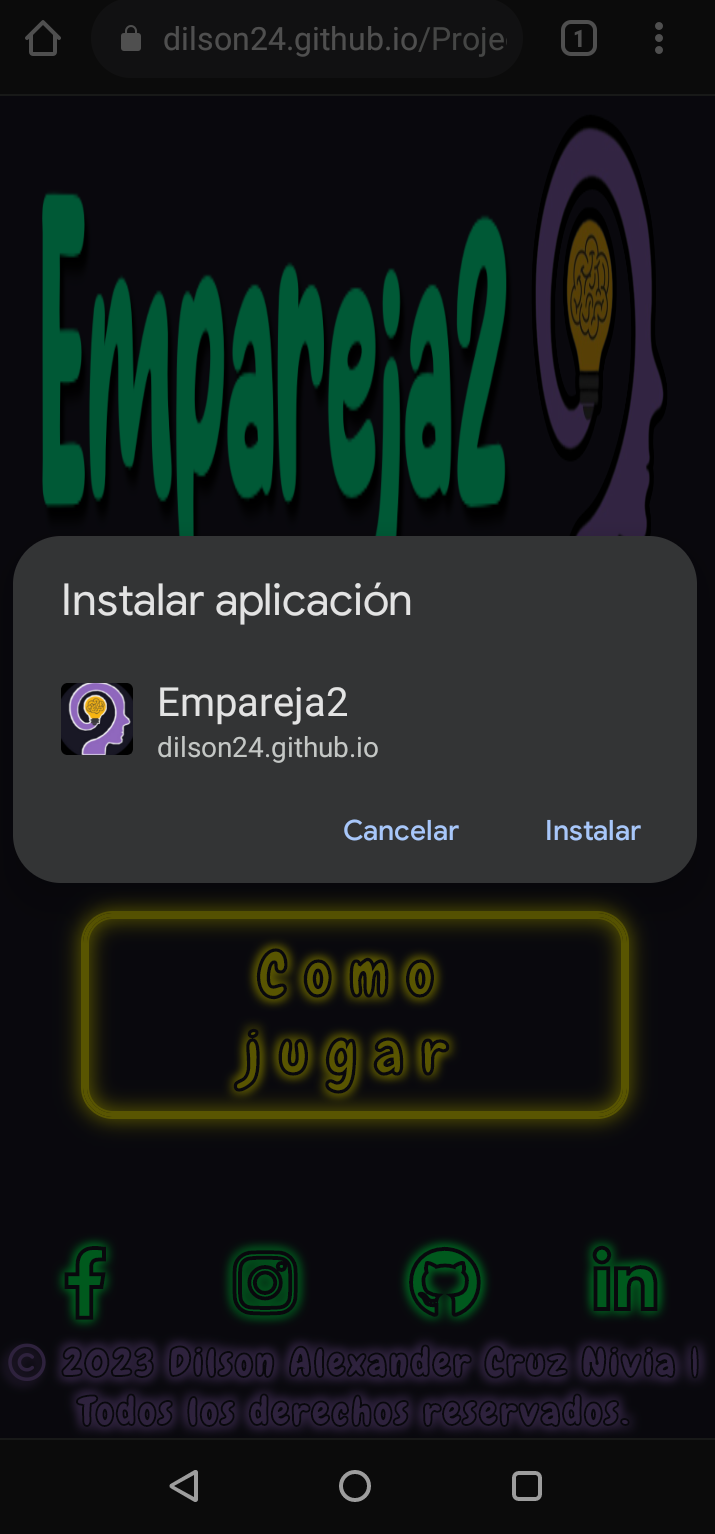 dilson24.github.io/Proje
1
Empareja2
Instalar aplicación
Empareja2
dilson24.github.io
Cancelar
Instalar
Como
jugar
© 2023 Dilson Alexander Cruz Nivia |
Todos los derechos reservados.